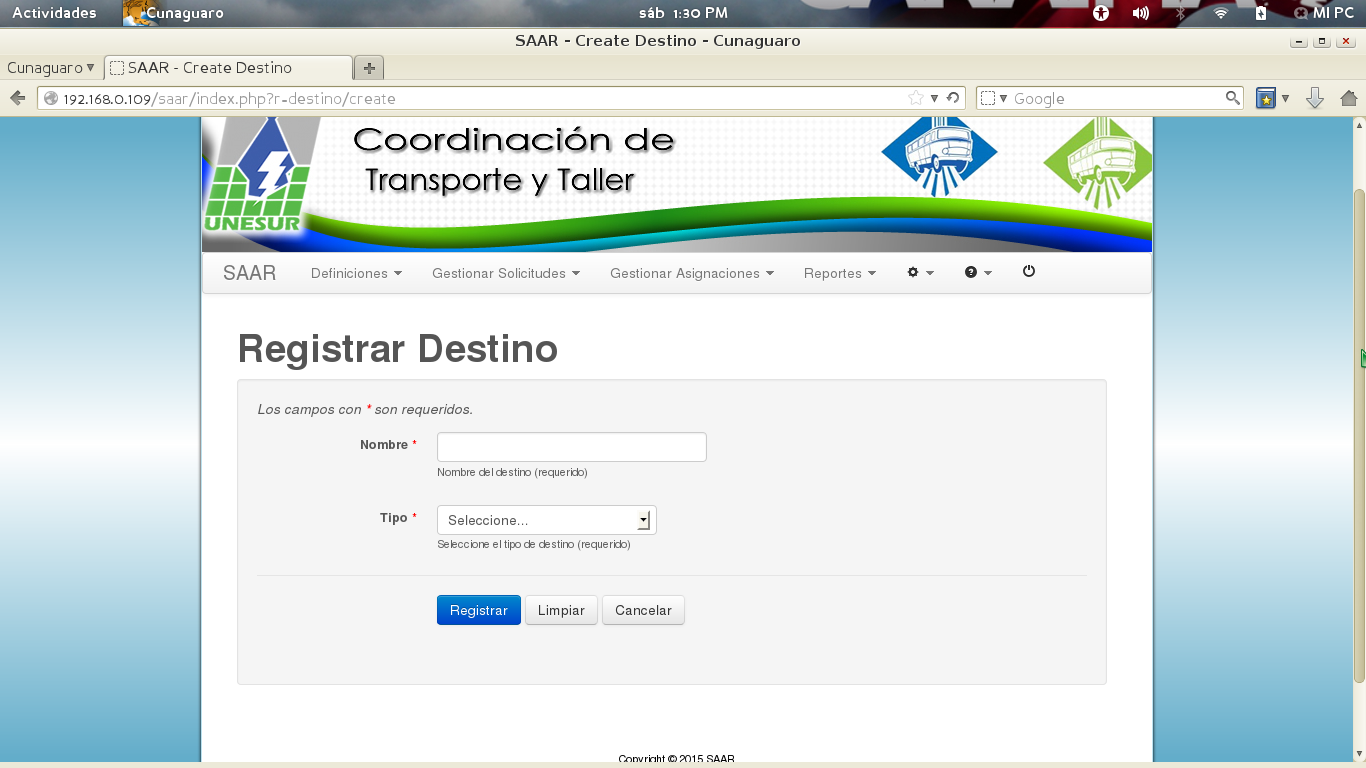 Actividades Cunaguaro sáb 1:30 PM MI PC
SAAR - Create Destino - Cunaguaro
Cunaguaro SAAR - Create Destino
192.168.0.109/saar/index.php?r=destino/create Google
Coordinación de
Transporte y Taller
UNESUR
SAAR Definiciones Gestionar Solicitudes Gestionar Asignaciones Reportes
Registrar Destino
Los campos con * son requeridos.
Nombre *
Nombre del destino (requerido)
Tipo * Seleccione...
Seleccione el tipo de destino (requerido)
Registrar Limpiar Cancelar
Copyright © 2015 SAAR